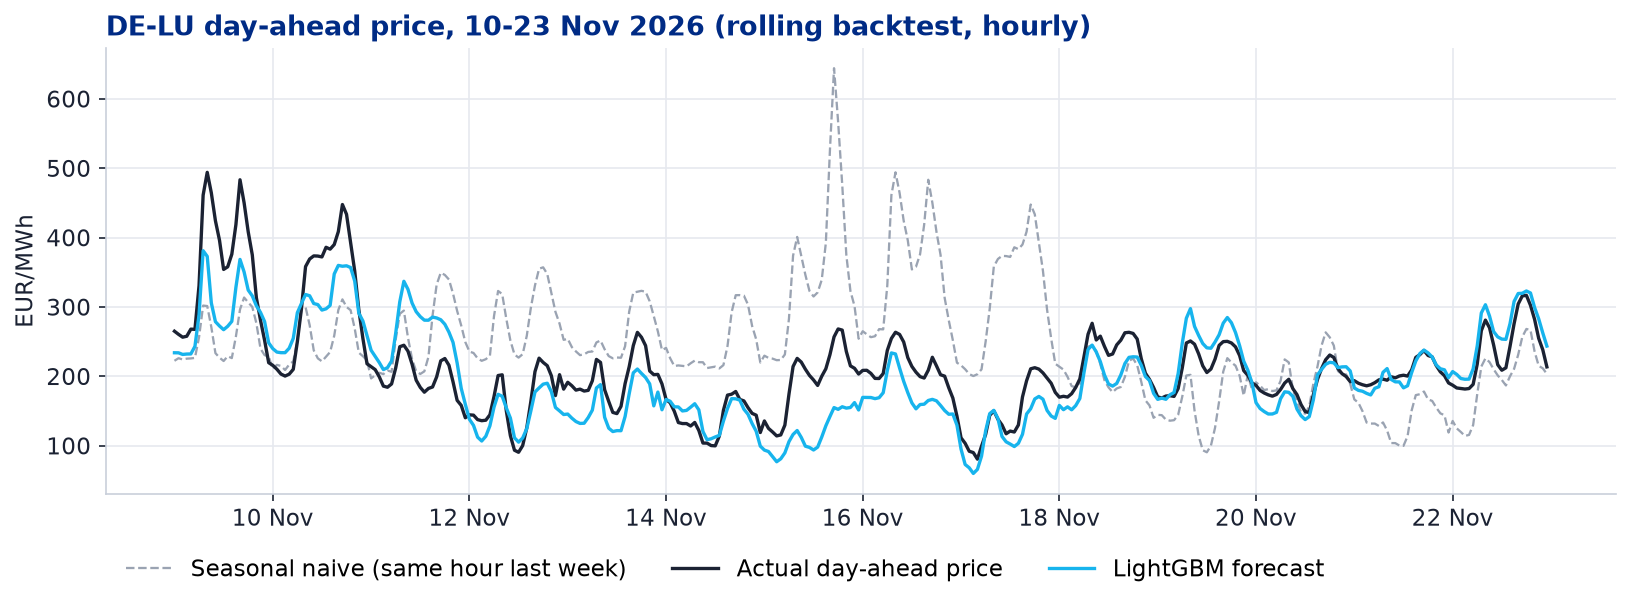 DE-LU day-ahead price, 10-23 Nov 2026 (rolling backtest, hourly)
EUR/MWh
600
500
400
300
200
100
10 Nov 12 Nov 14 Nov 16 Nov 18 Nov 20 Nov 22 Nov
Seasonal naive (same hour last week) Actual day-ahead price LightGBM forecast